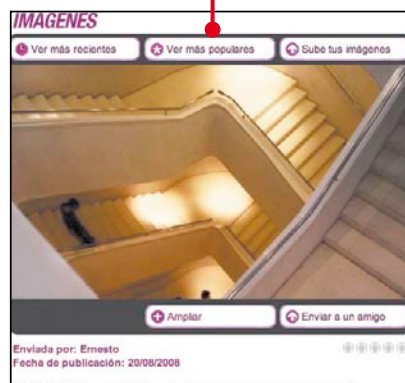 IMÁGENES
Ver más recientes
Ver más populares
Sube tus imágenes
Ampliar
Enviar a un amigo
Enviada por: Ernesto
Fecha de publicación: 20/08/2008